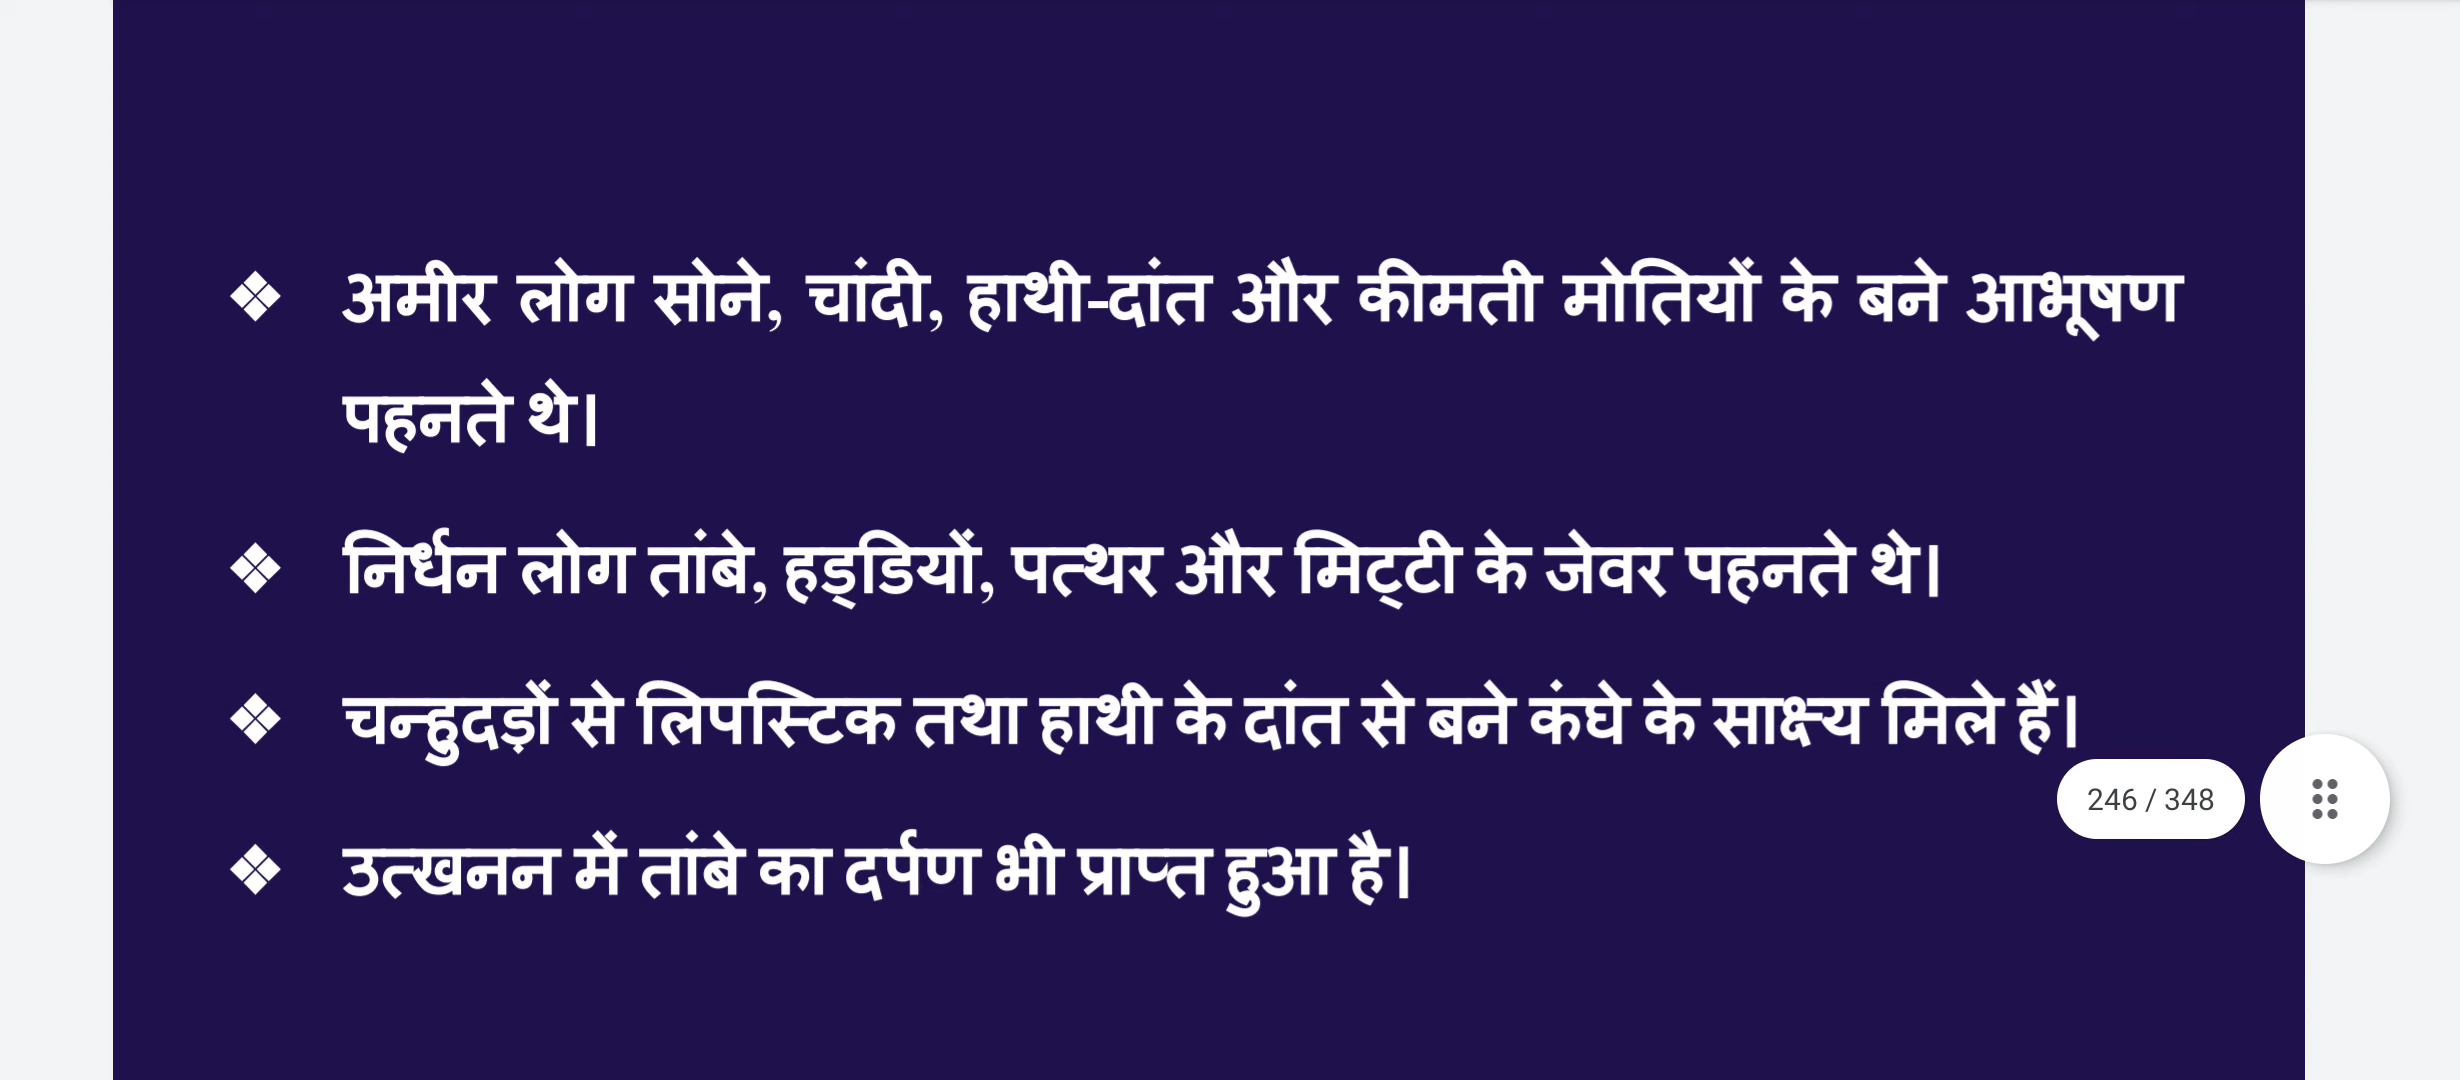 ❖ अमीर लोग सोने, चांदी, हाथी-दांत और कीमती मोतियों के बने आभूषण
पहनते थे।
❖ निर्धन लोग तांबे, हड्डियों, पत्थर और मिट्टी के जेवर पहनते थे।
❖ चन्हुदड़ों से लिपस्टिक तथा हाथी के दांत से बने कंघे के साक्ष्य मिले हैं।
246 / 348
❖ उत्खनन में तांबे का दर्पण भी प्राप्त हुआ है।